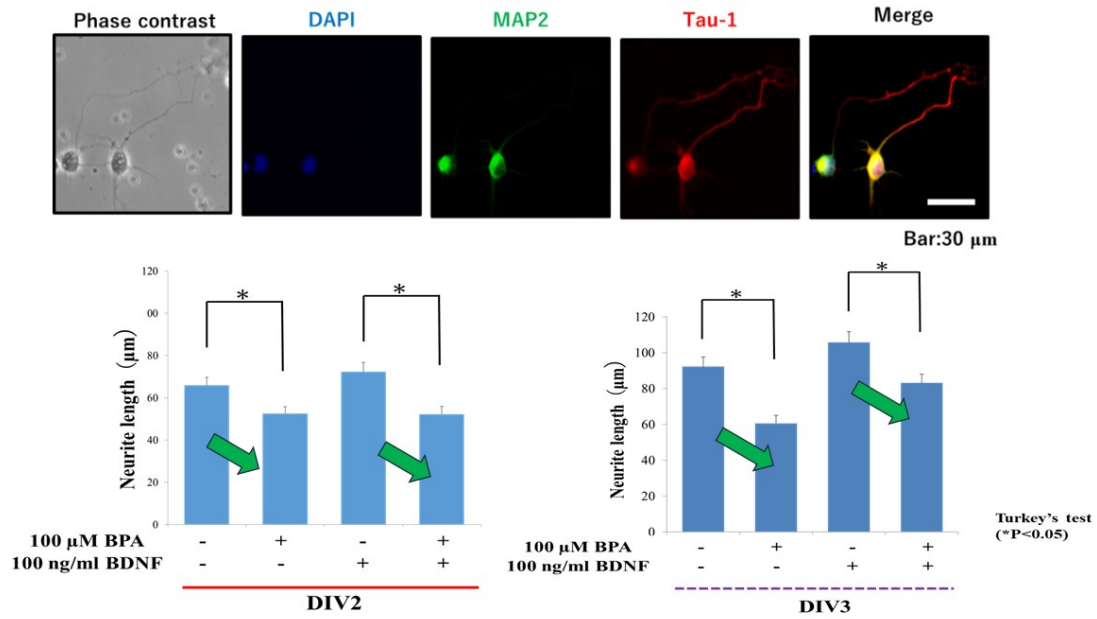 Phase contrast
DAPI
MAP2
Tau-1
Merge
Bar:30 μm
Neurite length (μm)
120
00
80
60
40
20
0
*
*
100 μM BPA - + - +
100 ng/ml BDNF - - + +
DIV2
Neurite length (μm)
120
100
80
60
40
20
0
*
*
100 μM BPA - + - +
100 ng/ml BDNF - - + +
DIV3
Turkey's test
(*P<0.05)